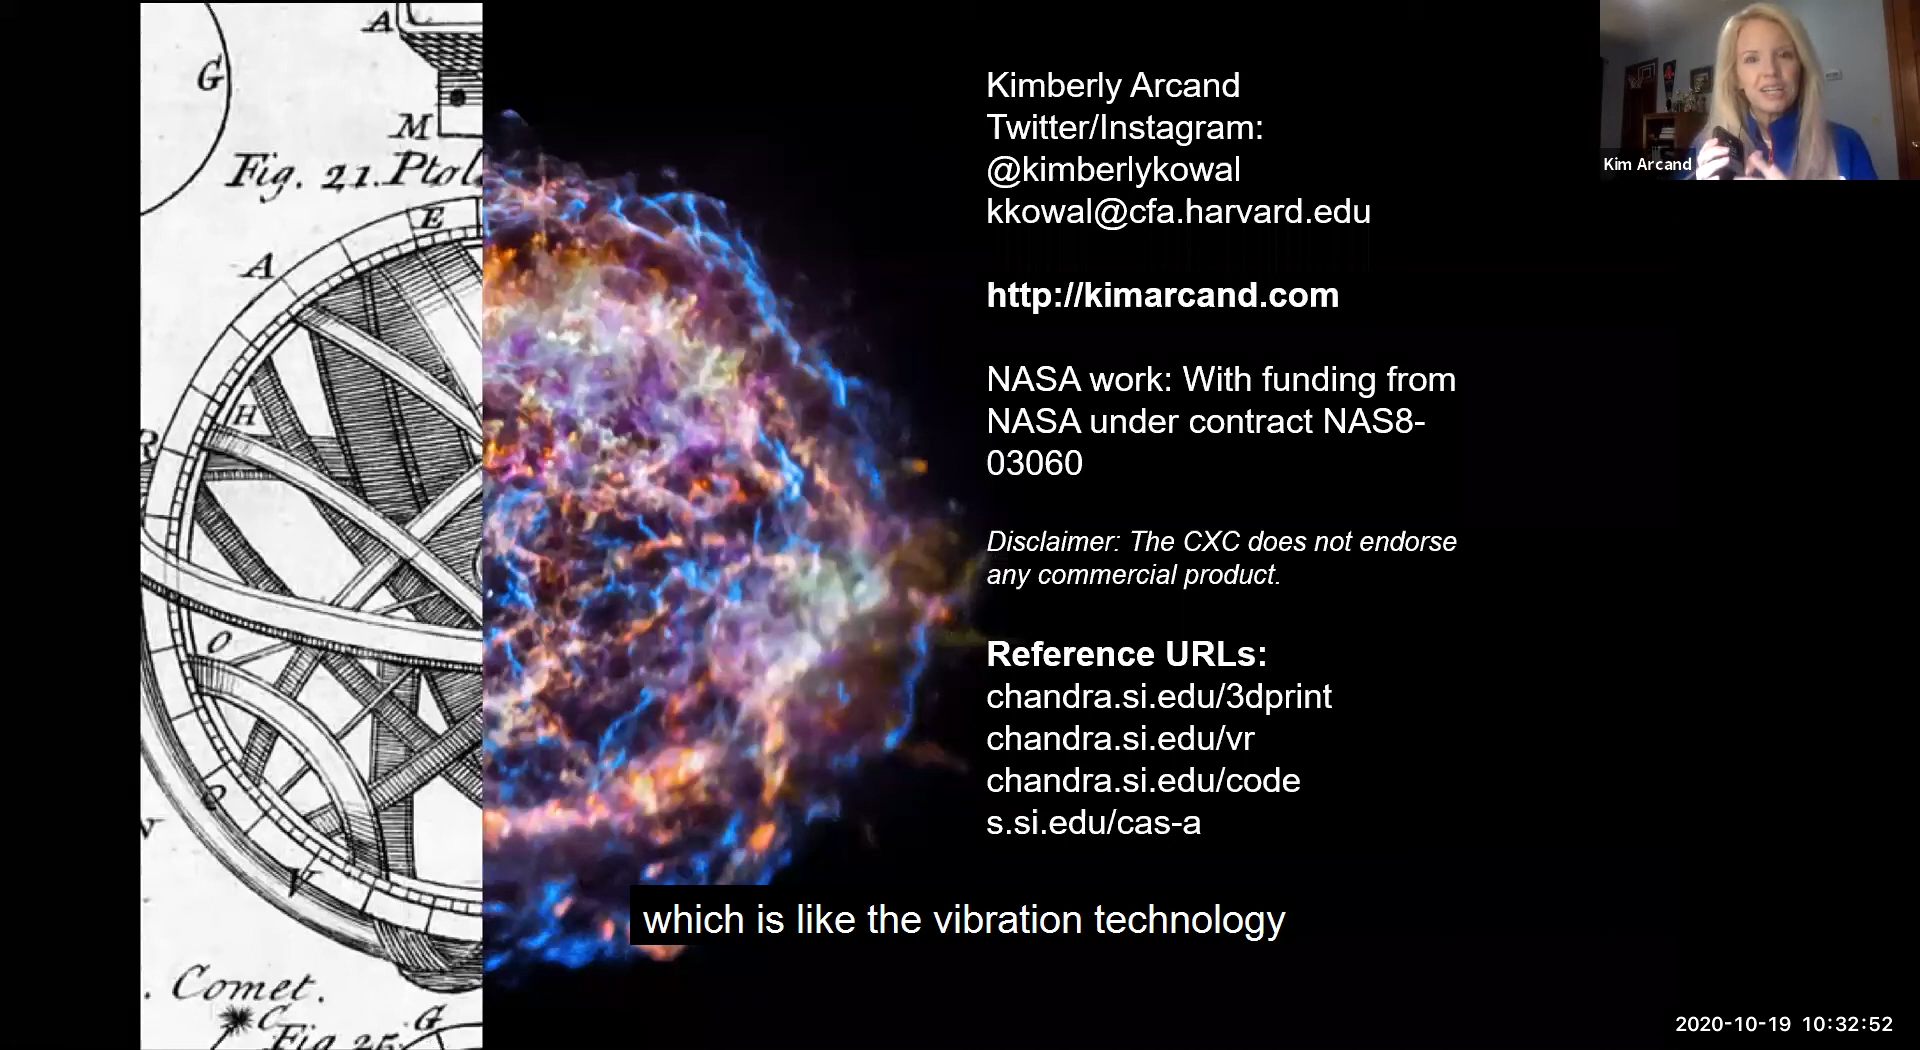 A
G
M
Fig. 21. Ptol
E
A
H
R
O
O
V
V
. Comet.
C
G
Fig. 25.
Kimberly Arcand
Twitter/Instagram:
@kimberlykowal
kkowal@cfa.harvard.edu
http://kimarcand.com
NASA work: With funding from
NASA under contract NAS8-
03060
Disclaimer: The CXC does not endorse
any commercial product.
Reference URLs:
chandra.si.edu/3dprint
chandra.si.edu/vr
chandra.si.edu/code
s.si.edu/cas-a
Kim Arcand
which is like the vibration technology
2020-10-19 10:32:52